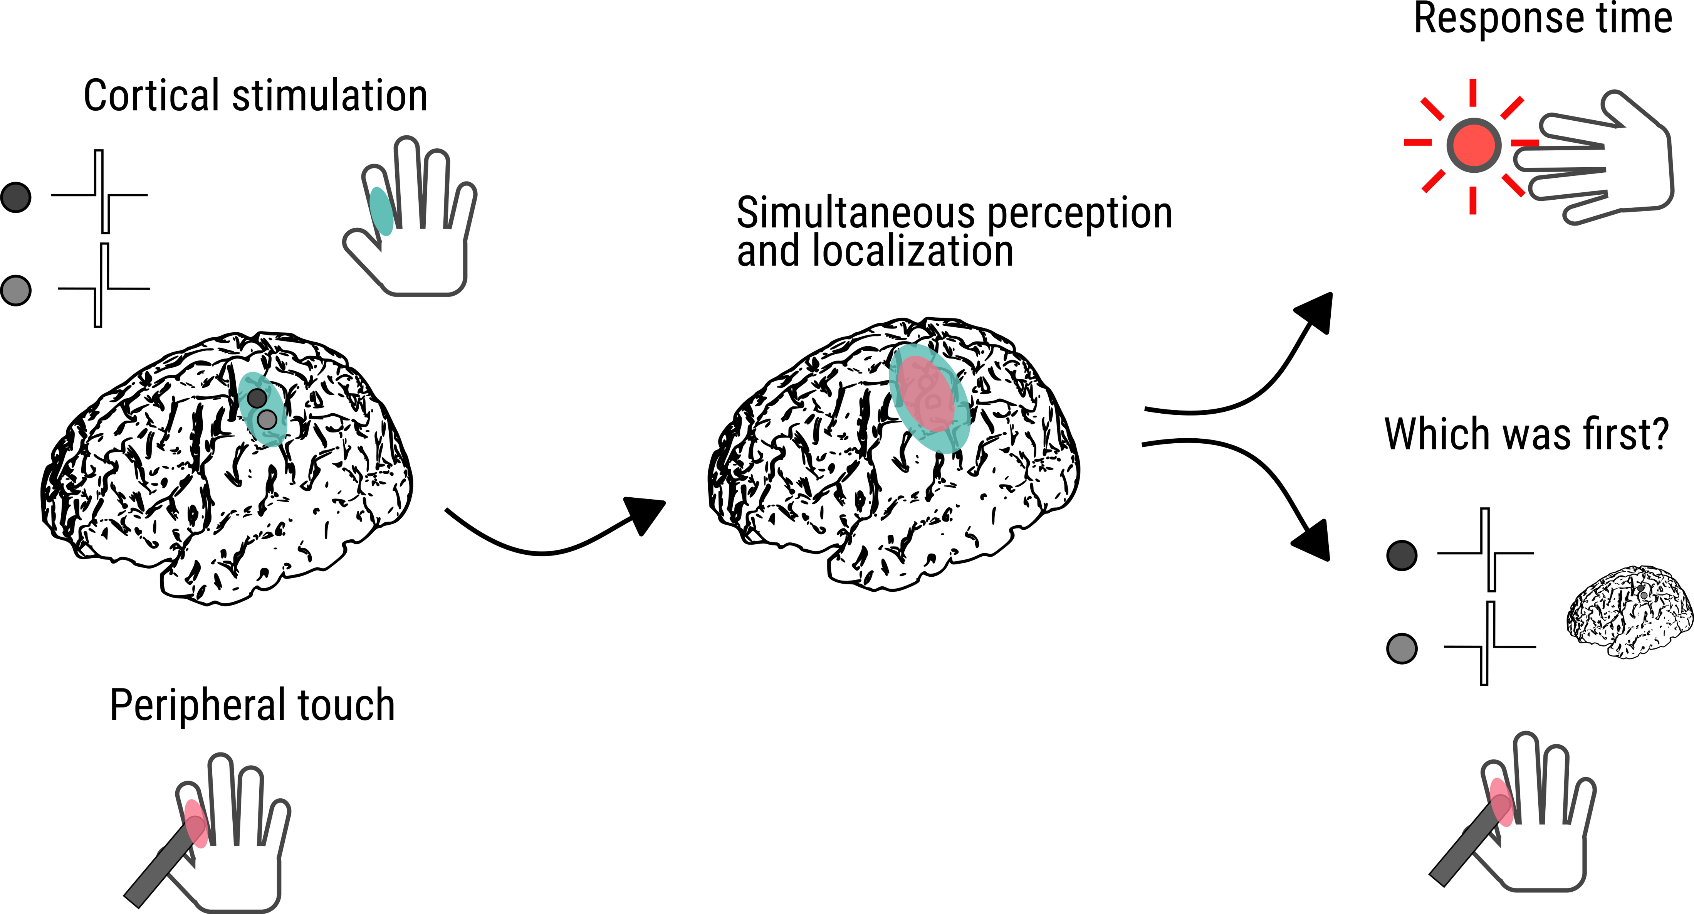 Cortical stimulation
Peripheral touch
Simultaneous perception
and localization
Response time
Which was first?